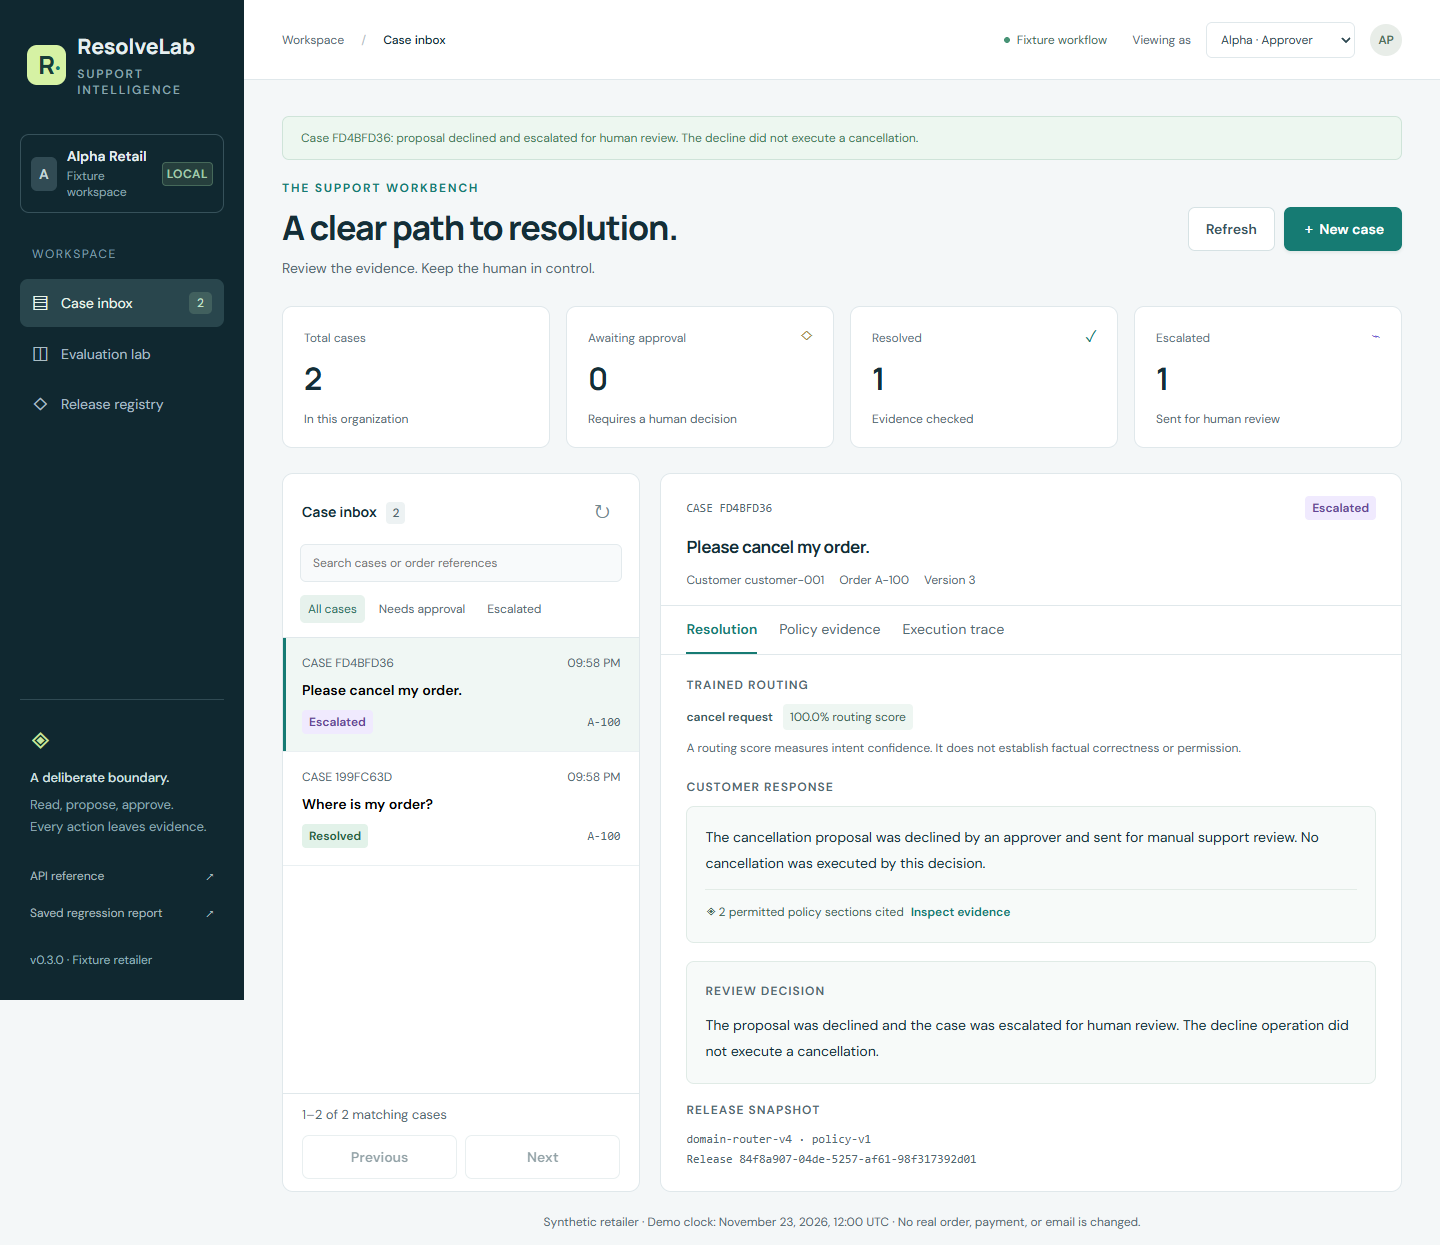 R.
ResolveLab
SUPPORT
INTELLIGENCE
A
Alpha Retail
Fixture
workspace
LOCAL
WORKSPACE
Case inbox 2
Evaluation lab
Release registry
A deliberate boundary.
Read, propose, approve.
Every action leaves evidence.
API reference ↗
Saved regression report ↗
v0.3.0 · Fixture retailer
Workspace / Case inbox
Fixture workflow
Viewing as
Alpha · Approver
AP
Case FD4BFD36: proposal declined and escalated for human review. The decline did not execute a cancellation.
THE SUPPORT WORKBENCH
A clear path to resolution.
Review the evidence. Keep the human in control.
Refresh
+ New case
Total cases
2
In this organization
Awaiting approval
0
Requires a human decision
Resolved
1
Evidence checked
Escalated
1
Sent for human review
Case inbox 2
Search cases or order references
All cases Needs approval Escalated
CASE FD4BFD36 09:58 PM
Please cancel my order.
Escalated A-100
CASE 199FC63D 09:58 PM
Where is my order?
Resolved A-100
1–2 of 2 matching cases
Previous Next
CASE FD4BFD36 Escalated
Please cancel my order.
Customer customer-001 Order A-100 Version 3
Resolution Policy evidence Execution trace
TRAINED ROUTING
cancel request 100.0% routing score
A routing score measures intent confidence. It does not establish factual correctness or permission.
CUSTOMER RESPONSE
The cancellation proposal was declined by an approver and sent for manual support review. No
cancellation was executed by this decision.
2 permitted policy sections cited Inspect evidence
REVIEW DECISION
The proposal was declined and the case was escalated for human review. The decline operation did
not execute a cancellation.
RELEASE SNAPSHOT
domain-router-v4 · policy-v1
Release 84f8a907-04de-5257-af61-98f317392d01
Synthetic retailer · Demo clock: November 23, 2026, 12:00 UTC · No real order, payment, or email is changed.